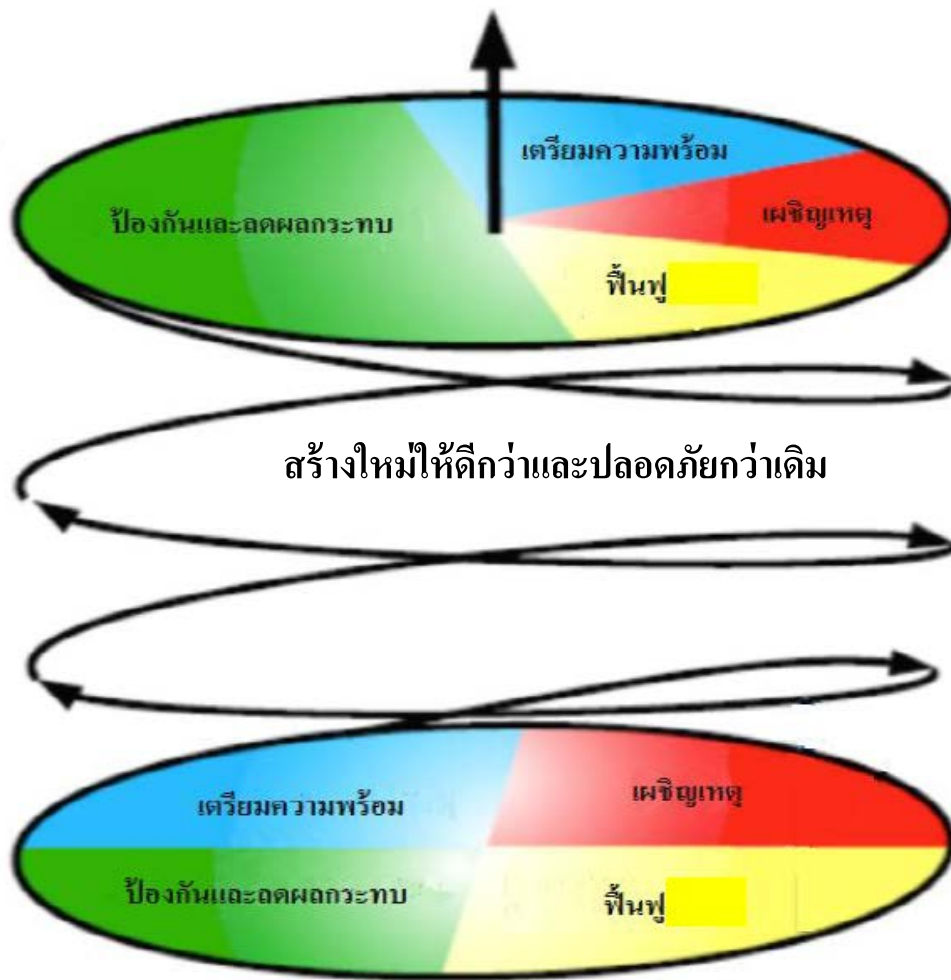 เตรียมความพร้อม
ป้องกันและลดผลกระทบ
เผชิญเหตุ
ฟื้นฟู
สร้างใหม่ให้ดีกว่าและปลอดภัยกว่าเดิม
เตรียมความพร้อม
เผชิญเหตุ
ป้องกันและลดผลกระทบ
ฟื้นฟู